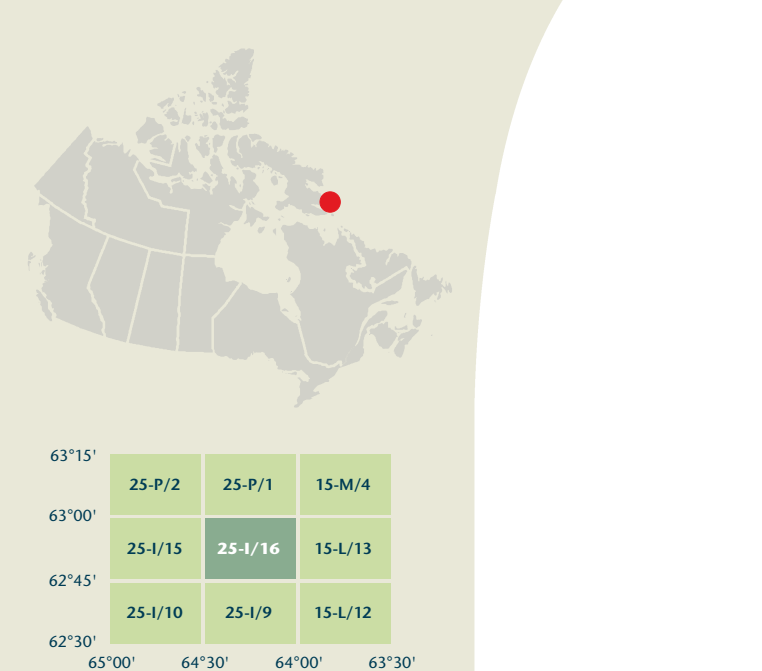 63°15'
25-P/2 25-P/1 15-M/4
63°00'
25-I/15 25-I/16 15-L/13
62°45'
25-I/10 25-I/9 15-L/12
62°30'
65°00' 64°30' 64°00' 63°30'